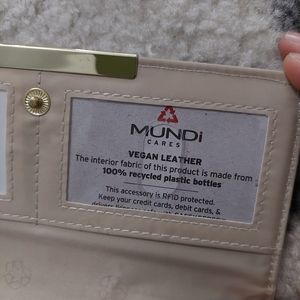 MUNDi
CARES
VEGAN LEATHER
The interior fabric of this product is made from
100% recycled plastic bottles
This accessory is RFID protected.
Keep your credit cards, debit cards, &